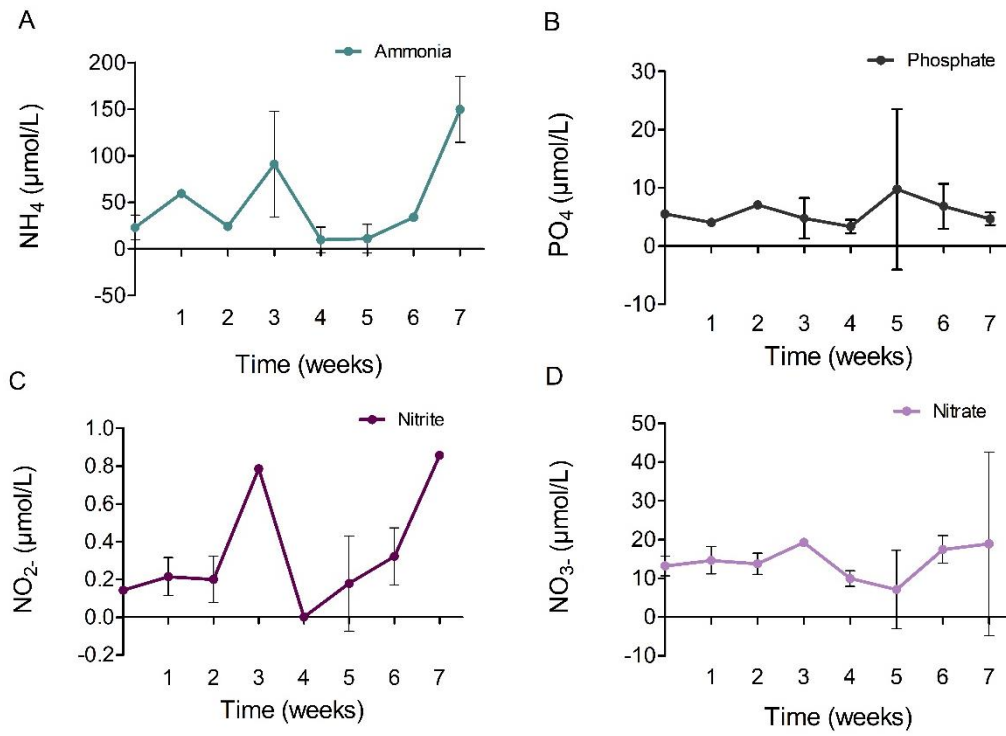 A
Ammonia
NH4 (µmol/L)
200
150
100
50
0
-50
1 2 3 4 5 6 7
Time (weeks)
B
Phosphate
PO4 (µmol/L)
30
20
10
0
-10
1 2 3 4 5 6 7
Time (weeks)
C
Nitrite
NO2- (µmol/L)
1.0
0.8
0.6
0.4
0.2
0.0
-0.2
1 2 3 4 5 6 7
Time (weeks)
D
Nitrate
NO3- (µmol/L)
50
40
30
20
10
0
-10
1 2 3 4 5 6 7
Time (weeks)